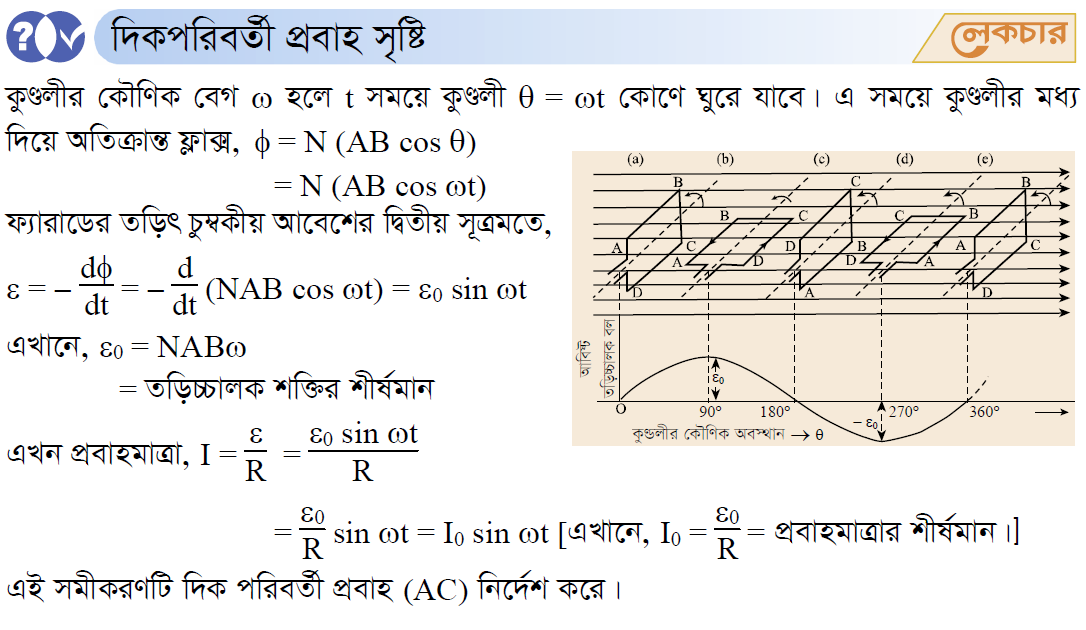 ?
দিকপরিবর্তী প্রবাহ সৃষ্টি
লেকচার
কুণ্ডলীর কৌণিক বেগ ω হলে t সময়ে কুণ্ডলী θ = ωt কোণে ঘুরে যাবে। এ সময়ে কুণ্ডলীর মধ্য
দিয়ে অতিক্রান্ত ফ্লাক্স, ϕ = N (AB cos θ)
= N (AB cos ωt)
ফ্যারাডের তড়িৎ চুম্বকীয় আবেশের দ্বিতীয় সূত্রমতে,
ε = – dϕ/dt = – d/dt (NAB cos ωt) = ε₀ sin ωt
এখানে, ε₀ = NABω
= তড়িচ্চালক শক্তির শীর্ষমান
এখন প্রবাহমাত্রা, I = ε/R = ε₀ sin ωt/R
= ε₀/R sin ωt = I₀ sin ωt [এখানে, I₀ = ε₀/R = প্রবাহমাত্রার শীর্ষমান।]
এই সমীকরণটি দিক পরিবর্তী প্রবাহ (AC) নির্দেশ করে।
(a) (b) (c) (d) (e)
B C B
B C C B
A C D B A C
A D D A
D A D
আবিষ্ট
তড়িচ্চালক বল
ε₀
O 90° 180° 270° 360°
– ε₀
কুণ্ডলীর কৌণিক অবস্থান → θ